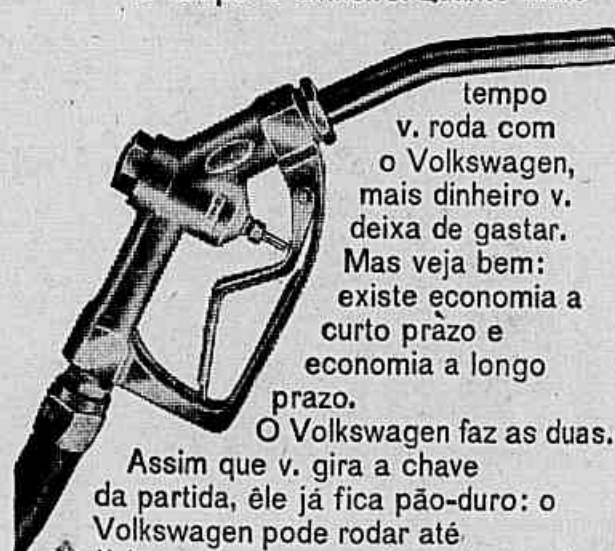 tempo
v. roda com
o Volkswagen,
mais dinheiro v.
deixa de gastar.
Mas veja bem:
existe economia a
curto pràzo e
economia a longo
prazo.
O Volkswagen faz as duas.
Assim que v. gira a chave
da partida, êle já fica pão-duro: o
Volkswagen pode rodar até